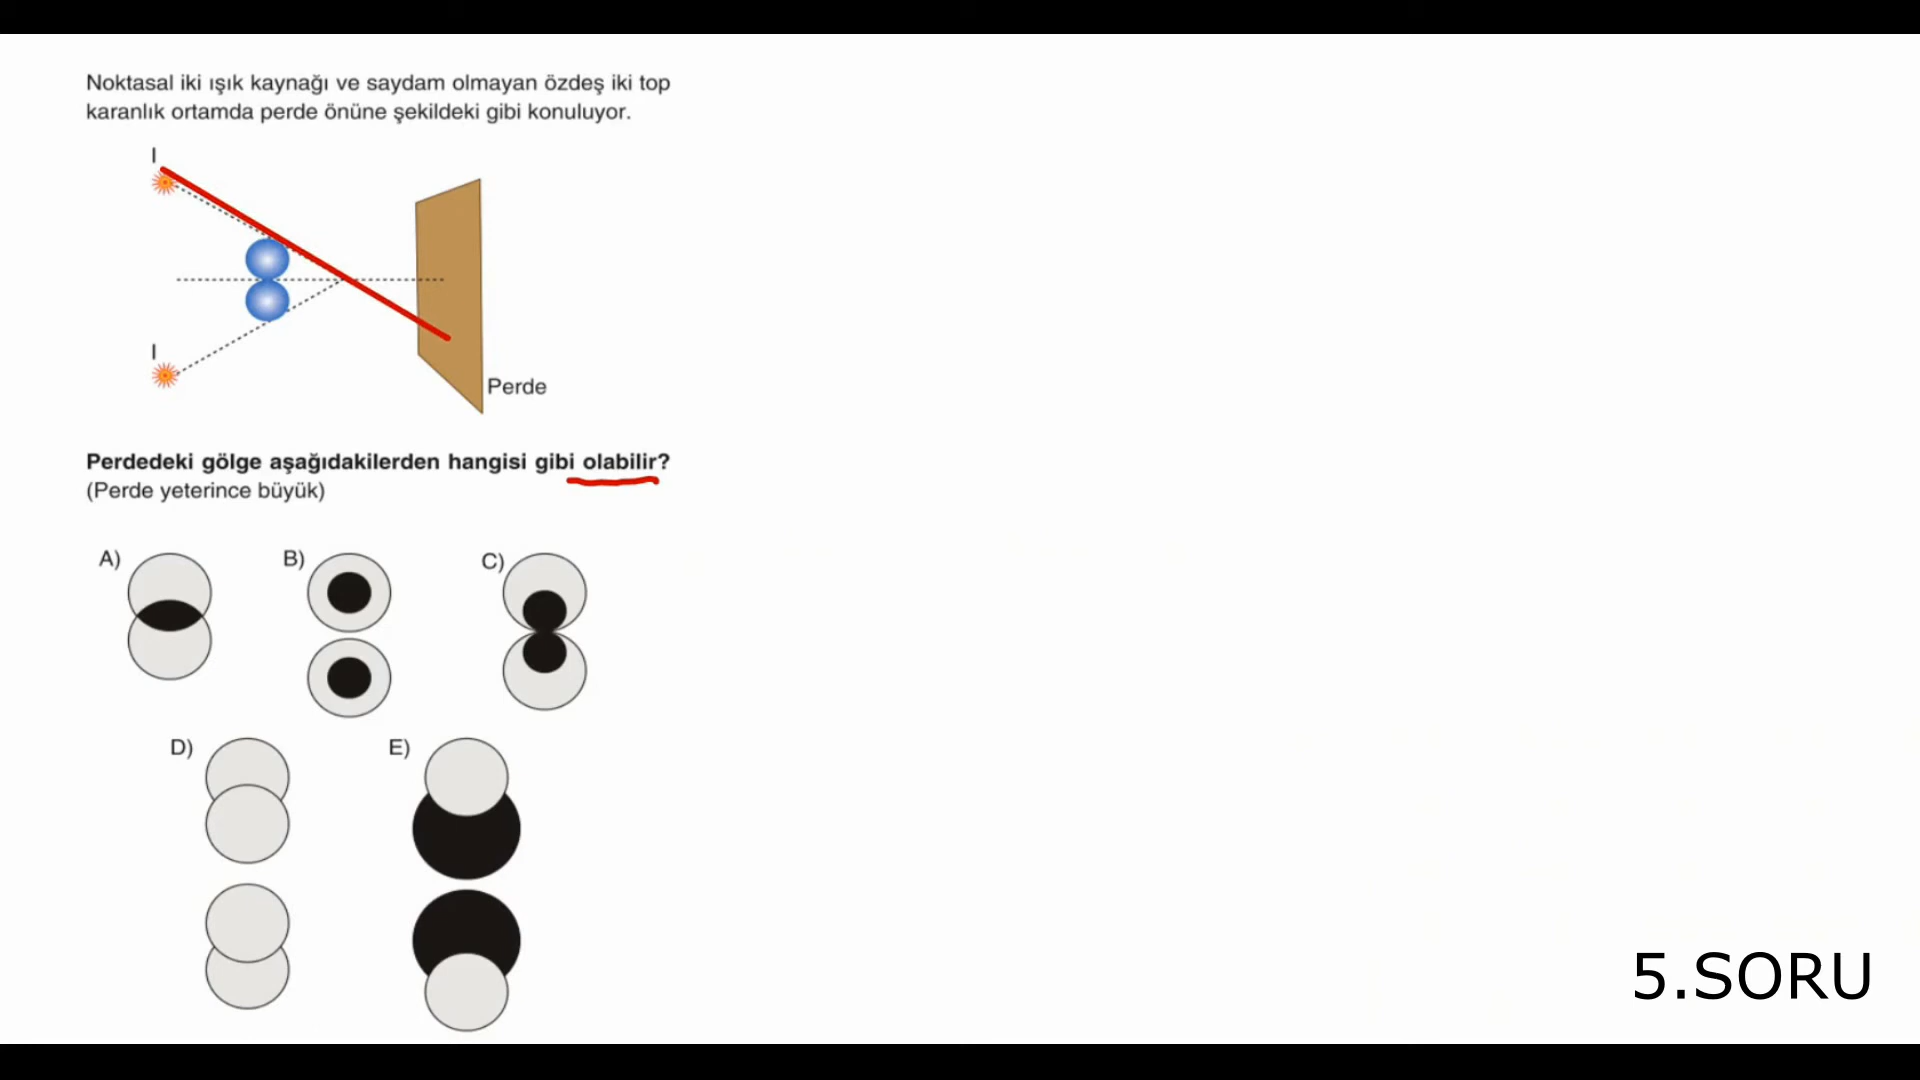 Noktasal iki ışık kaynağı ve saydam olmayan özdeş iki top
karanlık ortamda perde önüne şekildeki gibi konuluyor.
I
I
Perde
Perdedeki gölge aşağıdakilerden hangisi gibi olabilir?
(Perde yeterince büyük)
A)
B)
C)
D)
E)
5.SORU